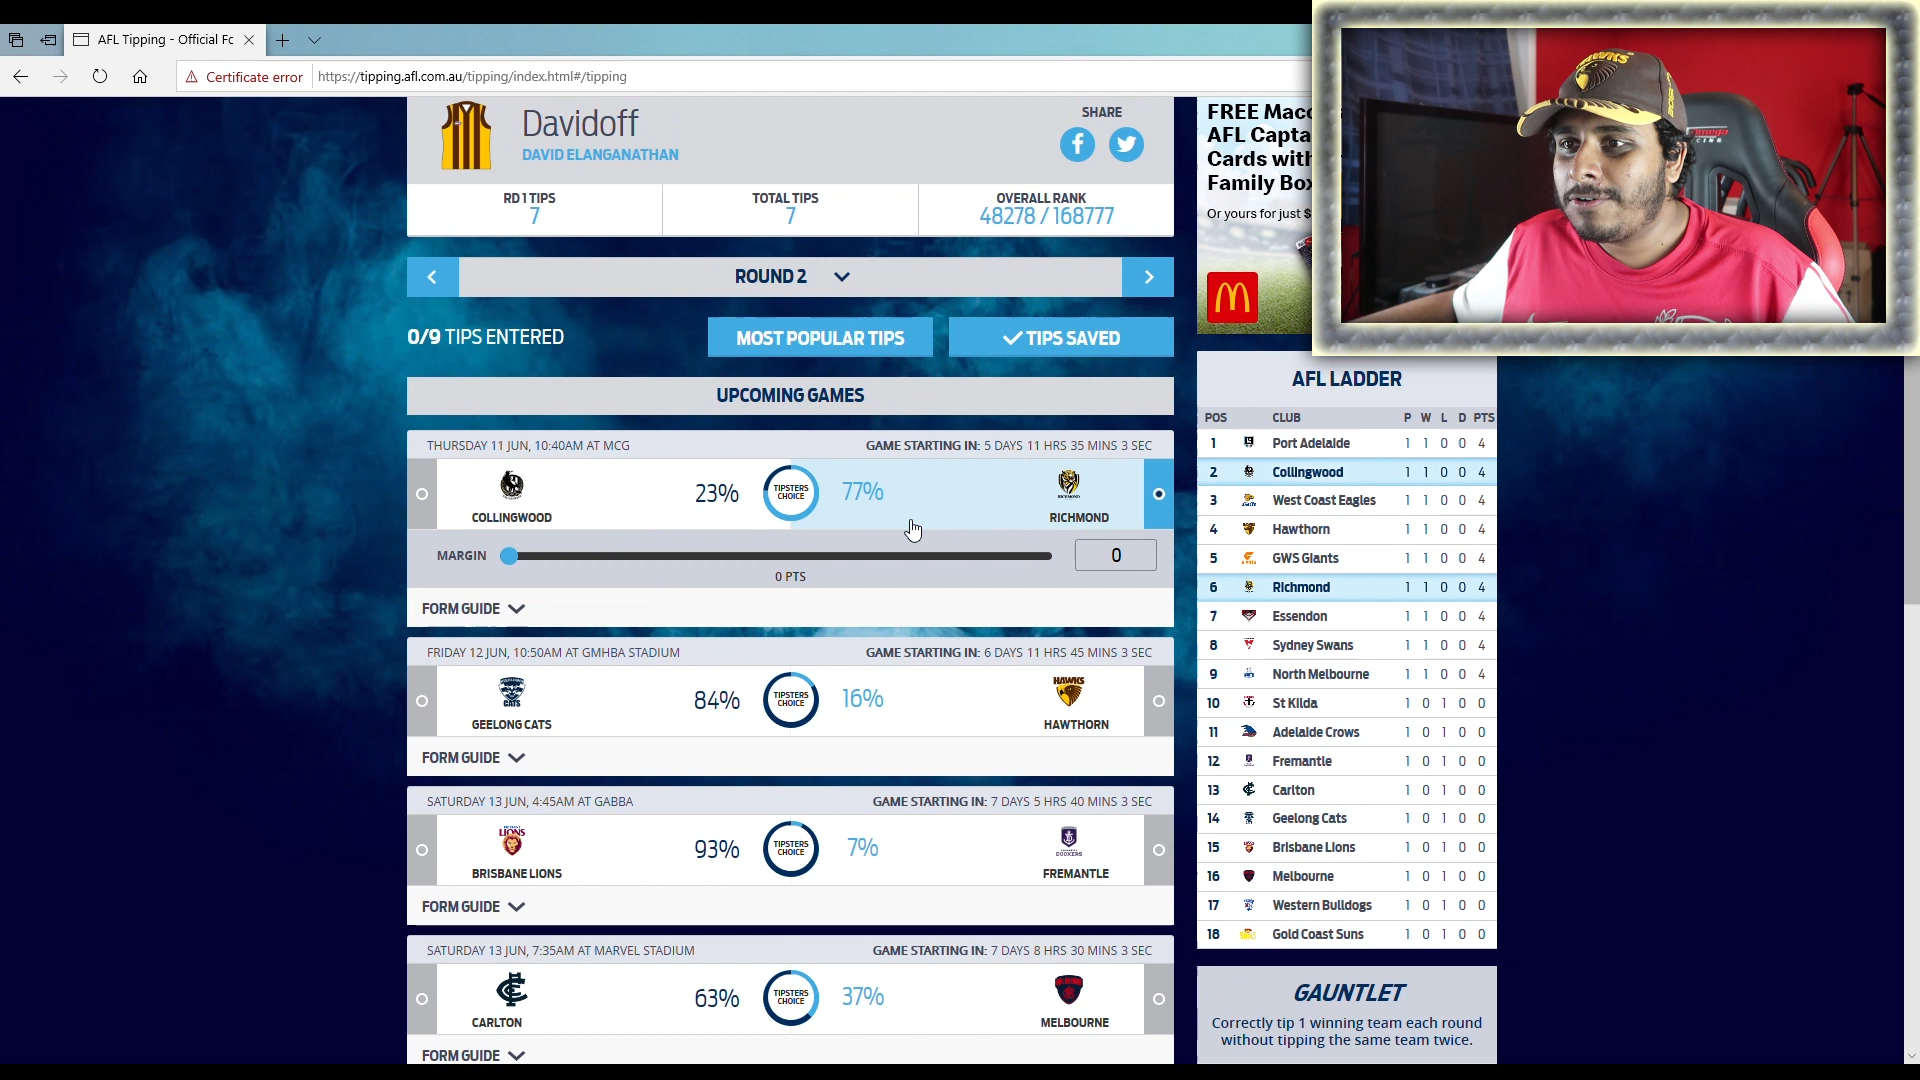 AFL Tipping - Official Fc
Certificate error
https://tipping.afl.com.au/tipping/index.html#/tipping
Davidoff
DAVID ELANGANATHAN
SHARE
RD 1 TIPS
7
TOTAL TIPS
7
OVERALL RANK
48278 / 168777
ROUND 2
0/9 TIPS ENTERED
MOST POPULAR TIPS
TIPS SAVED
UPCOMING GAMES
THURSDAY 11 JUN, 10:40AM AT MCG
GAME STARTING IN: 5 DAYS 11 HRS 35 MINS 3 SEC
COLLINGWOOD
23%
TIPSTERS
CHOICE
77%
RICHMOND
MARGIN
0
0 PTS
FORM GUIDE
FRIDAY 12 JUN, 10:50AM AT GMHBA STADIUM
GAME STARTING IN: 6 DAYS 11 HRS 45 MINS 3 SEC
CATS
GEELONG CATS
84%
TIPSTERS
CHOICE
16%
HAWKS
HAWTHORN
FORM GUIDE
SATURDAY 13 JUN, 4:45AM AT GABBA
GAME STARTING IN: 7 DAYS 5 HRS 40 MINS 3 SEC
LIONS
BRISBANE LIONS
93%
TIPSTERS
CHOICE
7%
DOCKERS
FREMANTLE
FORM GUIDE
SATURDAY 13 JUN, 7:35AM AT MARVEL STADIUM
GAME STARTING IN: 7 DAYS 8 HRS 30 MINS 3 SEC
CARLTON
63%
TIPSTERS
CHOICE
37%
MELBOURNE
FORM GUIDE
FREE Macc
AFL Capta
Cards with
Family Box
Or yours for just $
HAWKS
AFL LADDER
POS CLUB P W L D PTS
1 Port Adelaide 1 1 0 0 4
2 Collingwood 1 1 0 0 4
3 West Coast Eagles 1 1 0 0 4
4 Hawthorn 1 1 0 0 4
5 GWS Giants 1 1 0 0 4
6 Richmond 1 1 0 0 4
7 Essendon 1 1 0 0 4
8 Sydney Swans 1 1 0 0 4
9 North Melbourne 1 1 0 0 4
10 St Kilda 1 0 1 0 0
11 Adelaide Crows 1 0 1 0 0
12 Fremantle 1 0 1 0 0
13 Carlton 1 0 1 0 0
14 Geelong Cats 1 0 1 0 0
15 Brisbane Lions 1 0 1 0 0
16 Melbourne 1 0 1 0 0
17 Western Bulldogs 1 0 1 0 0
18 Gold Coast Suns 1 0 1 0 0
GAUNTLET
Correctly tip 1 winning team each round
without tipping the same team twice.